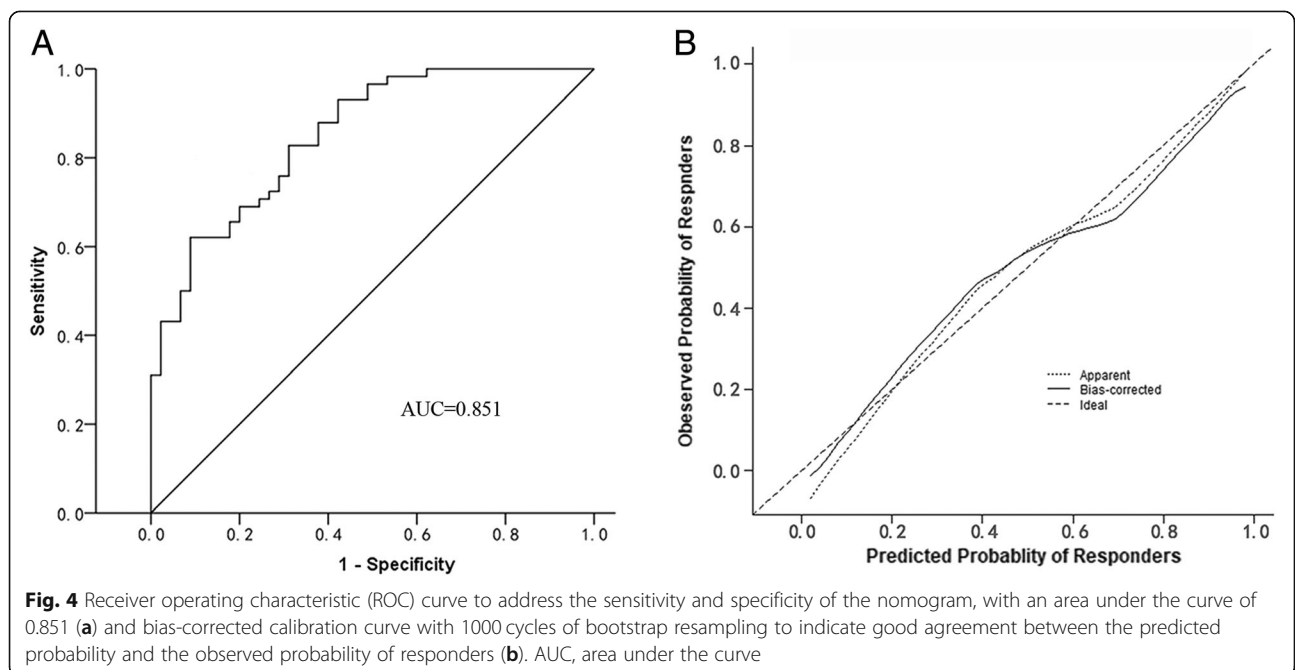 A
1.0
0.8
0.6
0.4
0.2
0.0
Sensitivity
AUC=0.851
0.0 0.2 0.4 0.6 0.8 1.0
1 - Specificity
B
1.0
0.8
0.6
0.4
0.2
0.0
Obeserved Probability of Respnders
Apparent
Bias-corrected
Ideal
0.0 0.2 0.4 0.6 0.8 1.0
Predicted Probablity of Responders
Fig. 4 Receiver operating characteristic (ROC) curve to address the sensitivity and specificity of the nomogram, with an area under the curve of
0.851 (a) and bias-corrected calibration curve with 1000 cycles of bootstrap resampling to indicate good agreement between the predicted
probability and the observed probability of responders (b). AUC, area under the curve